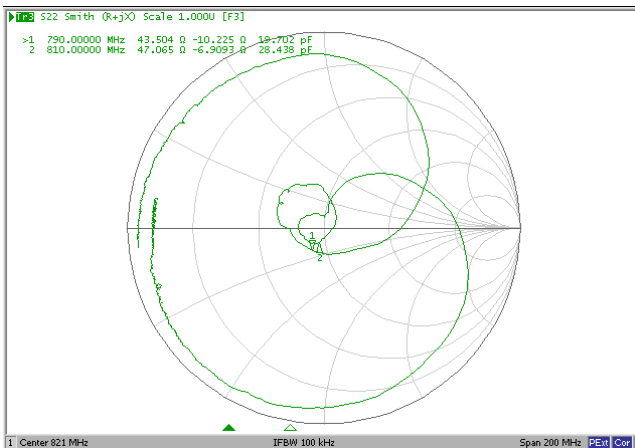 Tr3 S22 Smith (R+jX) Scale 1.000U [F3]
>1 790.00000 MHz 43.504 Ω -10.225 Ω 19.702 pF
2 810.00000 MHz 47.065 Ω -6.9093 Ω 28.438 pF
1
2
1 Center 821 MHz IFBW 100 kHz Span 200 MHz PExt Cor